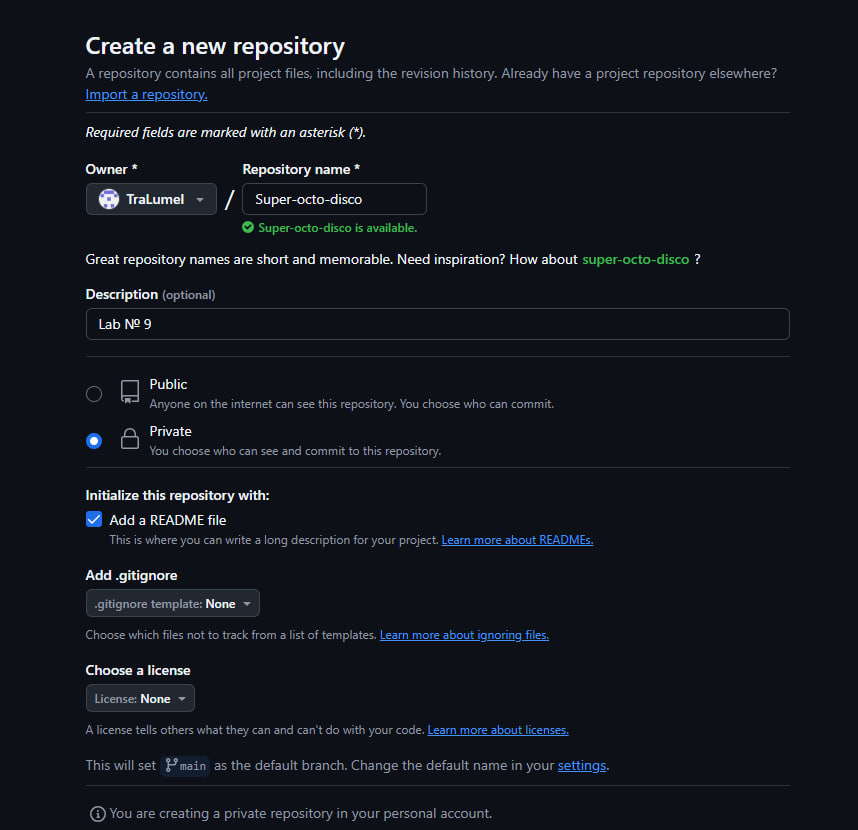 Create a new repository
A repository contains all project files, including the revision history. Already have a project repository elsewhere?
Import a repository.
Required fields are marked with an asterisk (*).
Owner * Repository name *
TraLumel / Super-octo-disco
Super-octo-disco is available.
Great repository names are short and memorable. Need inspiration? How about super-octo-disco ?
Description (optional)
Lab № 9
Public
Anyone on the internet can see this repository. You choose who can commit.
Private
You choose who can see and commit to this repository.
Initialize this repository with:
Add a README file
This is where you can write a long description for your project. Learn more about READMEs.
Add .gitignore
.gitignore template: None
Choose which files not to track from a list of templates. Learn more about ignoring files.
Choose a license
License: None
A license tells others what they can and can't do with your code. Learn more about licenses.
This will set main as the default branch. Change the default name in your settings.
You are creating a private repository in your personal account.